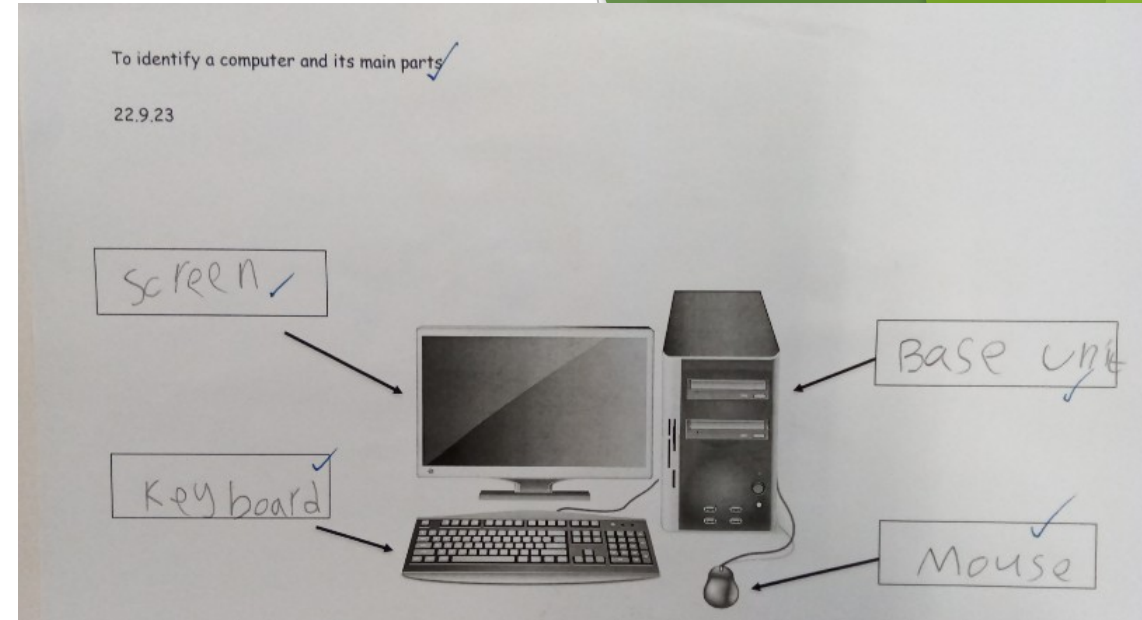 To identify a computer and its main parts
22.9.23
Screen
Base unit
Keyboard
Mouse